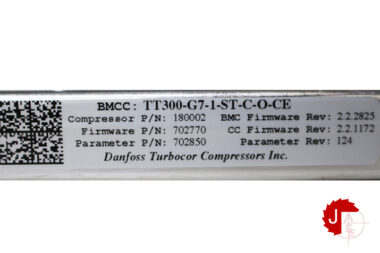 BMCC: TT300-G7-1-ST-C-O-CE
Compressor P/N: 180002 BMC Firmware Rev: 2.2.2825
Firmware P/N: 702770 CC Firmware Rev: 2.2.1172
Parameter P/N: 702850 Parameter Rev: 124
Danfoss Turbocor Compressors Inc.